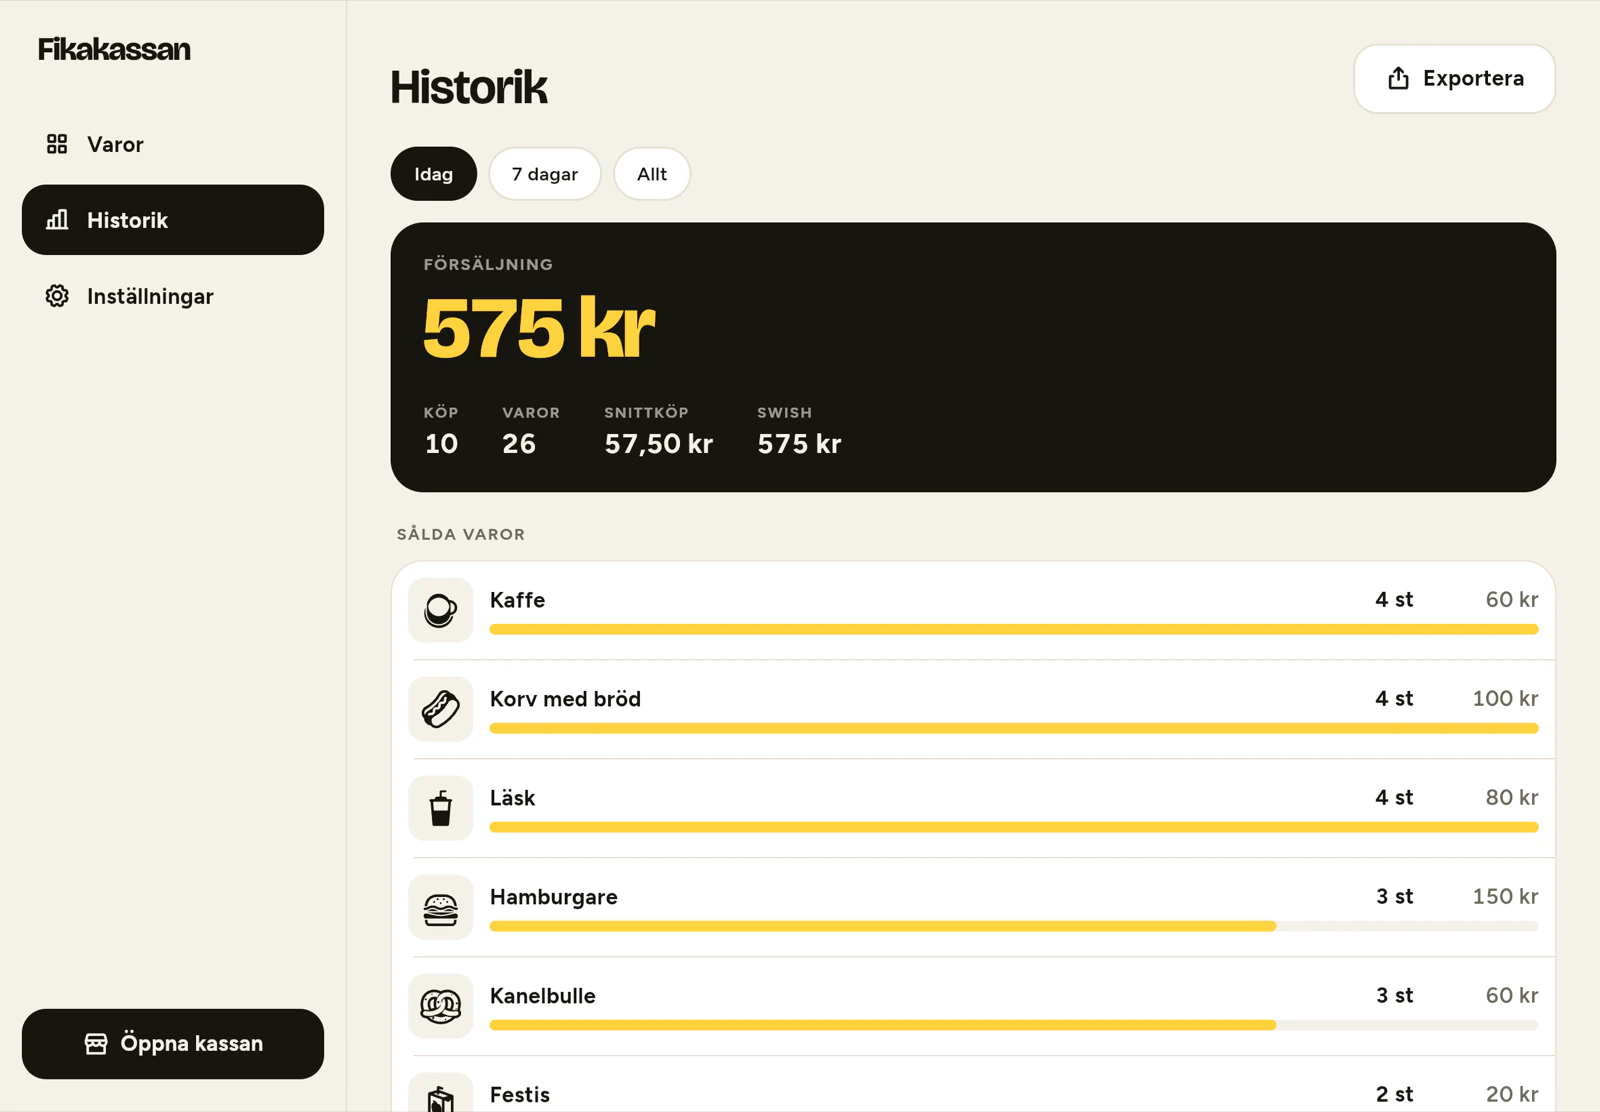 Fikakassan
Varor
Historik
Inställningar
Öppna kassan
Historik
Exportera
Idag
7 dagar
Allt
FÖRSÄLJNING
575 kr
KÖP
10
VAROR
26
SNITTKÖP
57,50 kr
SWISH
575 kr
SÅLDA VAROR
Kaffe 4 st 60 kr
Korv med bröd 4 st 100 kr
Läsk 4 st 80 kr
Hamburgare 3 st 150 kr
Kanelbulle 3 st 60 kr
Festis 2 st 20 kr